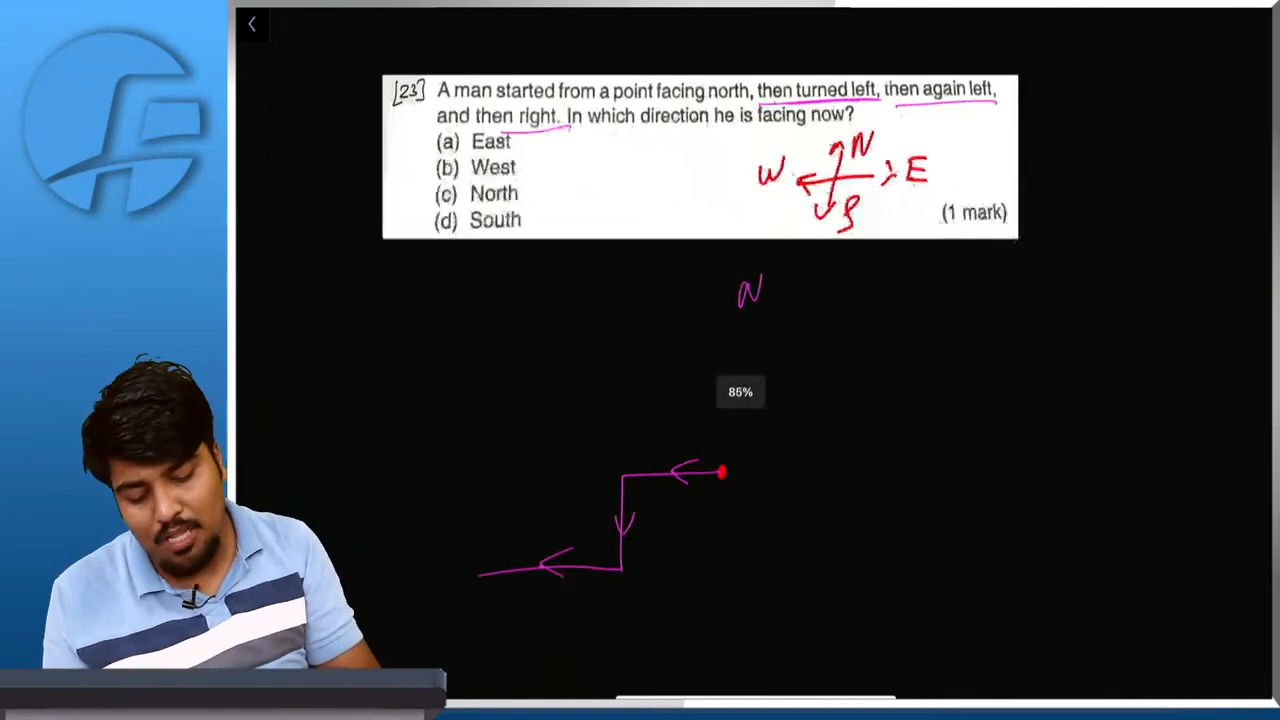 [23] A man started from a point facing north, then turned left, then again left,
and then right. In which direction he is facing now?
(a) East
(b) West
(c) North
(d) South
(1 mark)
N
W
E
S
N
85%